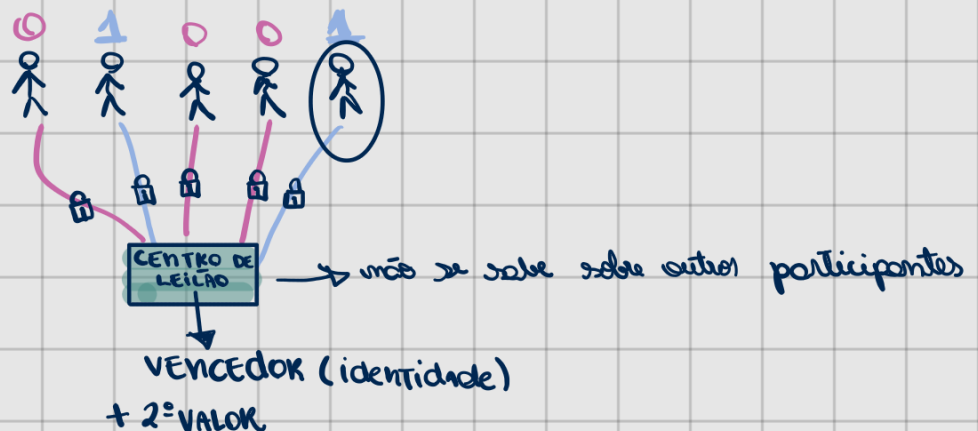 0 1 0 0 1
CENTRO DE
LEILÃO
não se sabe sobre outros participantes
VENCEDOR (identidade)
+ 2º VALOR